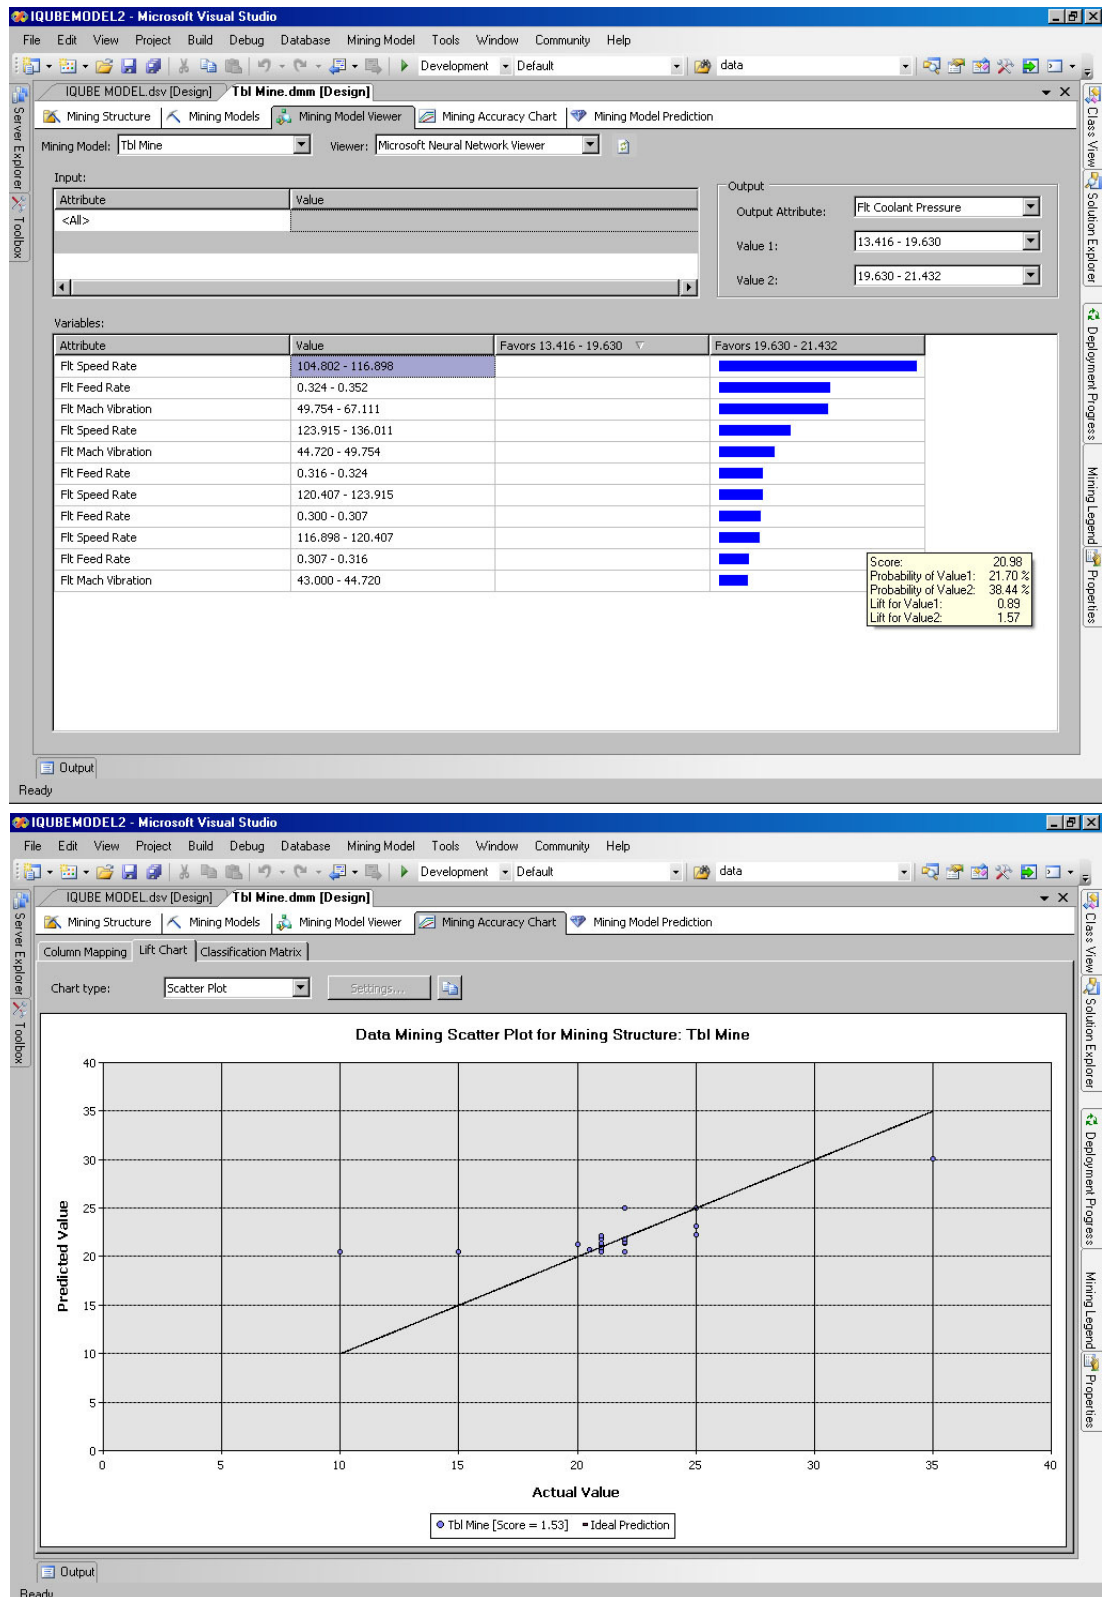 IQUBEMODEL2 - Microsoft Visual Studio
File Edit View Project Build Debug Database Mining Model Tools Window Community Help
Development Default data
IQUBE MODEL.dsv [Design] Tbl Mine.dmm [Design]
Mining Structure Mining Models Mining Model Viewer Mining Accuracy Chart Mining Model Prediction
Mining Model: Tbl Mine Viewer: Microsoft Neural Network Viewer
Input:
Attribute Value
<All>
Output
Output Attribute: Flt Coolant Pressure
Value 1: 13.416 - 19.630
Value 2: 19.630 - 21.432
Variables:
Attribute Value Favors 13.416 - 19.630 Favors 19.630 - 21.432
Flt Speed Rate 104.802 - 116.898
Flt Feed Rate 0.324 - 0.352
Flt Mach Vibration 49.754 - 67.111
Flt Speed Rate 123.915 - 136.011
Flt Mach Vibration 44.720 - 49.754
Flt Feed Rate 0.316 - 0.324
Flt Speed Rate 120.407 - 123.915
Flt Feed Rate 0.300 - 0.307
Flt Speed Rate 116.898 - 120.407
Flt Feed Rate 0.307 - 0.316
Flt Mach Vibration 43.000 - 44.720
Score: 20.98
Probability of Value1: 21.70 %
Probability of Value2: 38.44 %
Lift for Value1: 0.89
Lift for Value2: 1.57
Server Explorer
Toolbox
Class View
Solution Explorer
Deployment Progress
Mining Legend
Properties
Output
Ready
IQUBEMODEL2 - Microsoft Visual Studio
File Edit View Project Build Debug Database Mining Model Tools Window Community Help
Development Default data
IQUBE MODEL.dsv [Design] Tbl Mine.dmm [Design]
Mining Structure Mining Models Mining Model Viewer Mining Accuracy Chart Mining Model Prediction
Column Mapping Lift Chart Classification Matrix
Chart type: Scatter Plot Settings...
Data Mining Scatter Plot for Mining Structure: Tbl Mine
Predicted Value
40
35
30
25
20
15
10
5
0
0 5 10 15 20 25 30 35 40
Actual Value
Tbl Mine [Score = 1.53] Ideal Prediction
Server Explorer
Toolbox
Class View
Solution Explorer
Deployment Progress
Mining Legend
Properties
Output
Ready